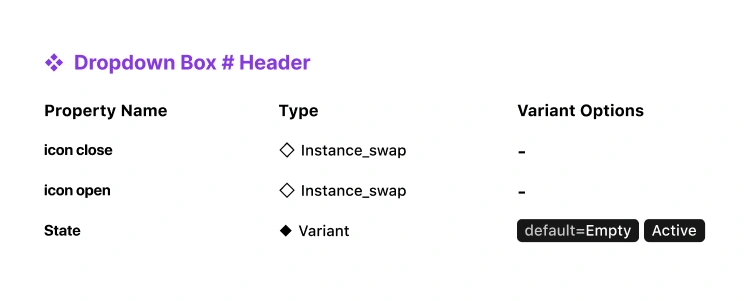 Dropdown Box # Header
Property Name Type Variant Options
icon close Instance_swap -
icon open Instance_swap -
State Variant default=Empty Active